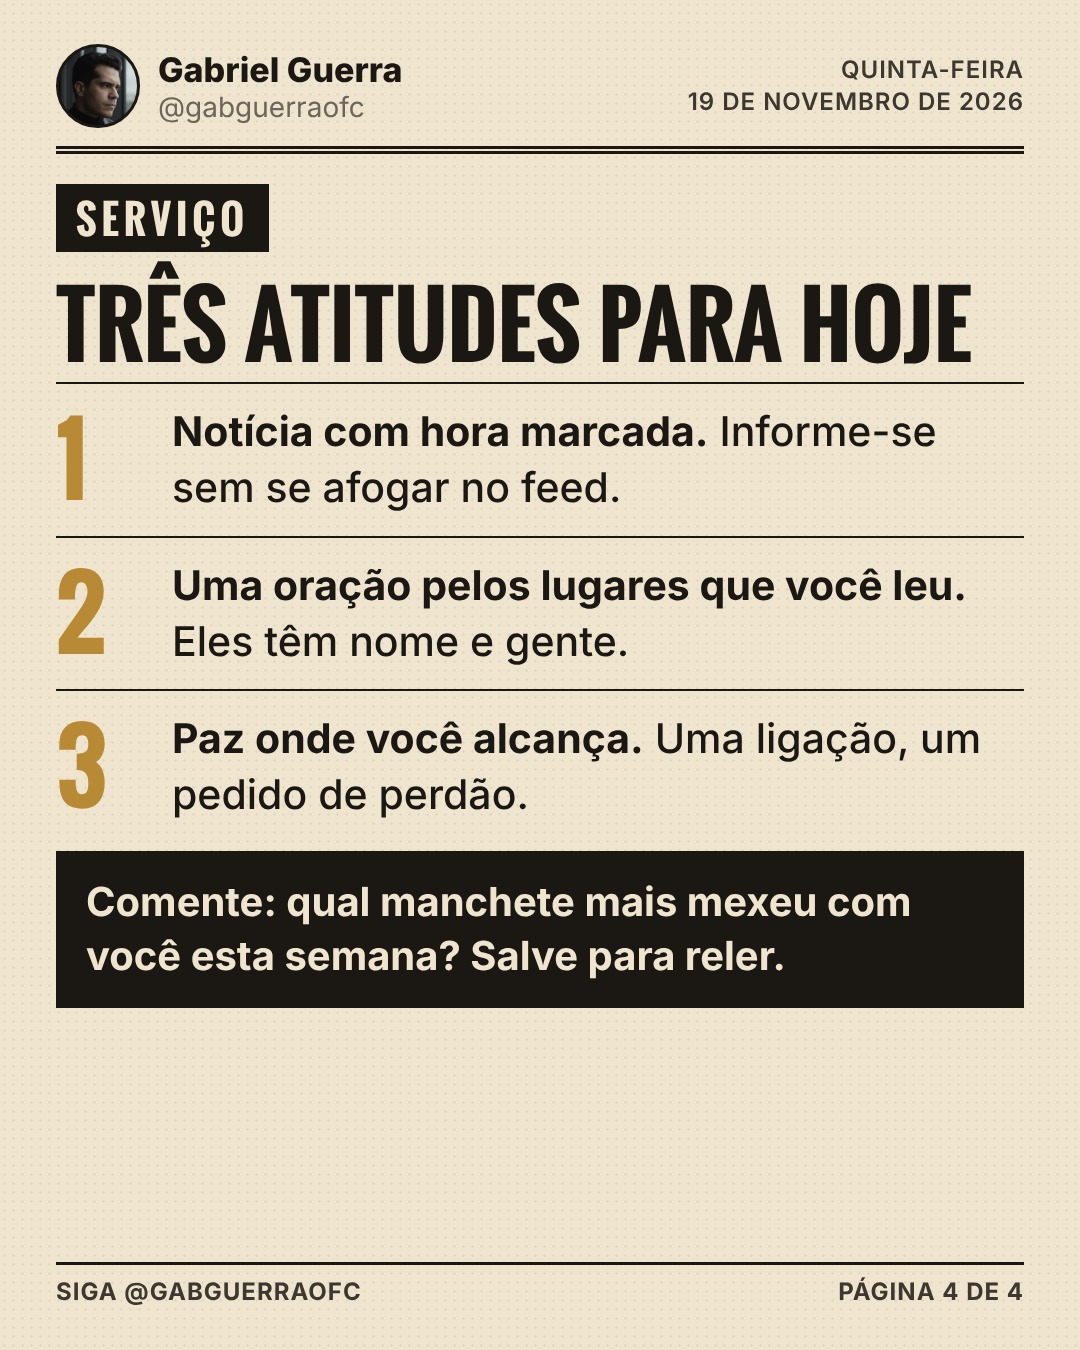 Gabriel Guerra
@gabguerraofc
QUINTA-FEIRA
19 DE NOVEMBRO DE 2026
SERVIÇO
TRÊS ATITUDES PARA HOJE
1
Notícia com hora marcada. Informe-se
sem se afogar no feed.
2
Uma oração pelos lugares que você leu.
Eles têm nome e gente.
3
Paz onde você alcança. Uma ligação, um
pedido de perdão.
Comente: qual manchete mais mexeu com
você esta semana? Salve para reler.
SIGA @GABGUERRAOFC
PÁGINA 4 DE 4